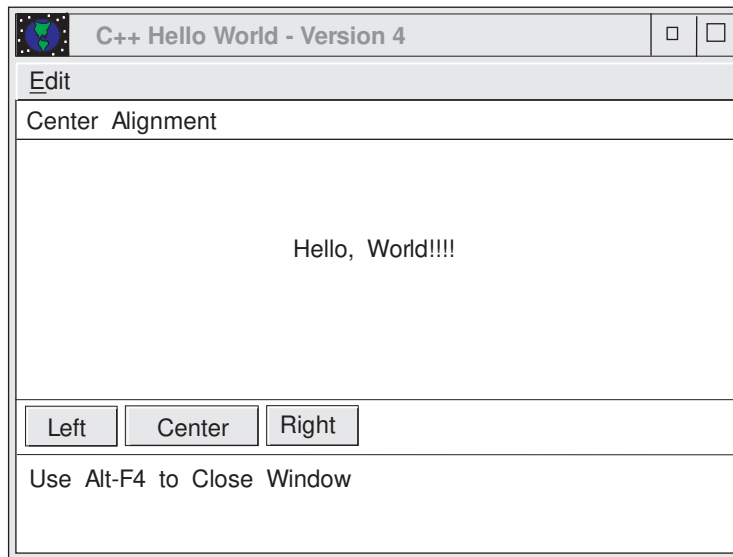 C++ Hello World - Version 4
Edit
Center Alignment
Hello, World!!!!
Left Center Right
Use Alt-F4 to Close Window